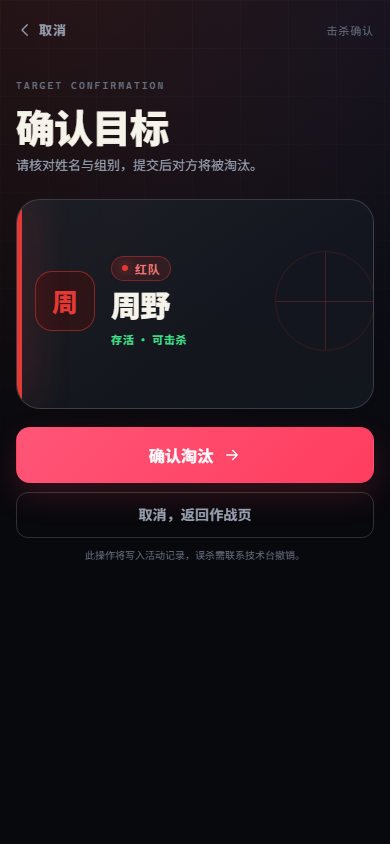 取消
击杀确认
TARGET CONFIRMATION
确认目标
请核对姓名与组别，提交后对方将被淘汰。
周
红队
周野
存活 · 可击杀
确认淘汰 →
取消，返回作战页
此操作将写入活动记录，误杀需联系技术台撤销。